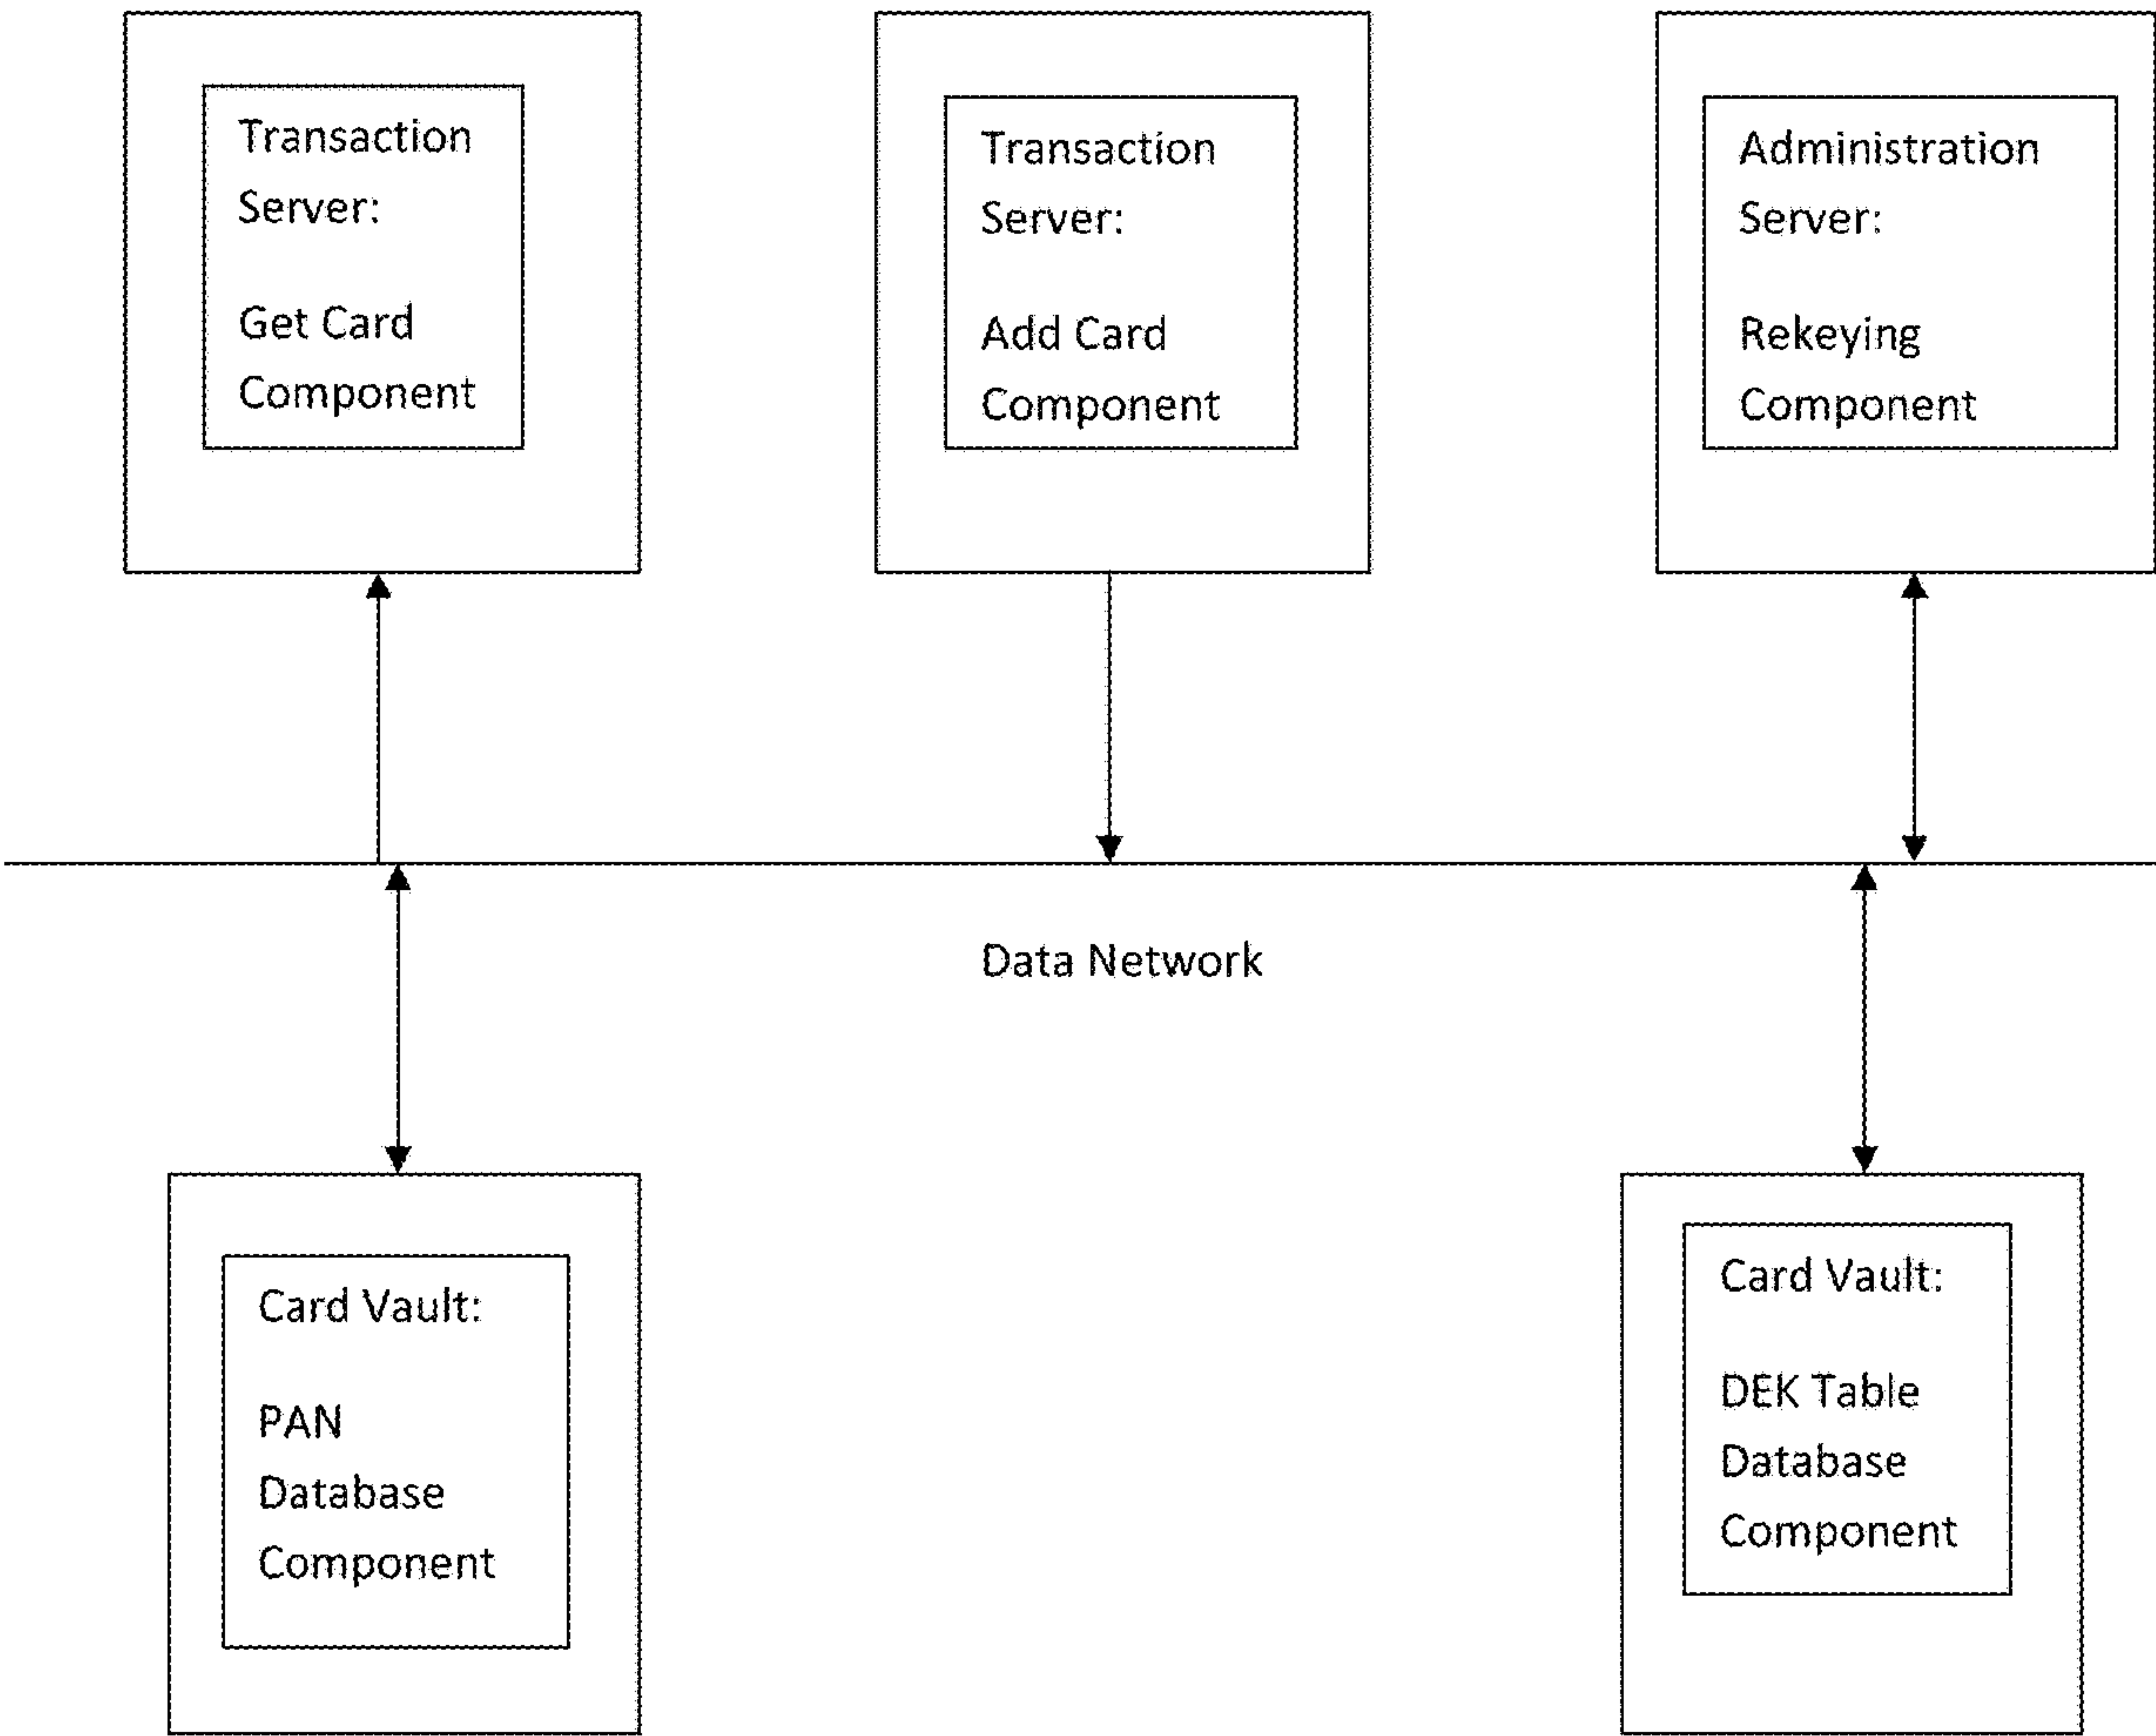 Transaction
Server:
Get Card
Component
Transaction
Server:
Add Card
Component
Administration
Server:
Rekeying
Component
Data Network
Card Vault:
PAN
Database
Component
Card Vault:
DEK Table
Database
Component